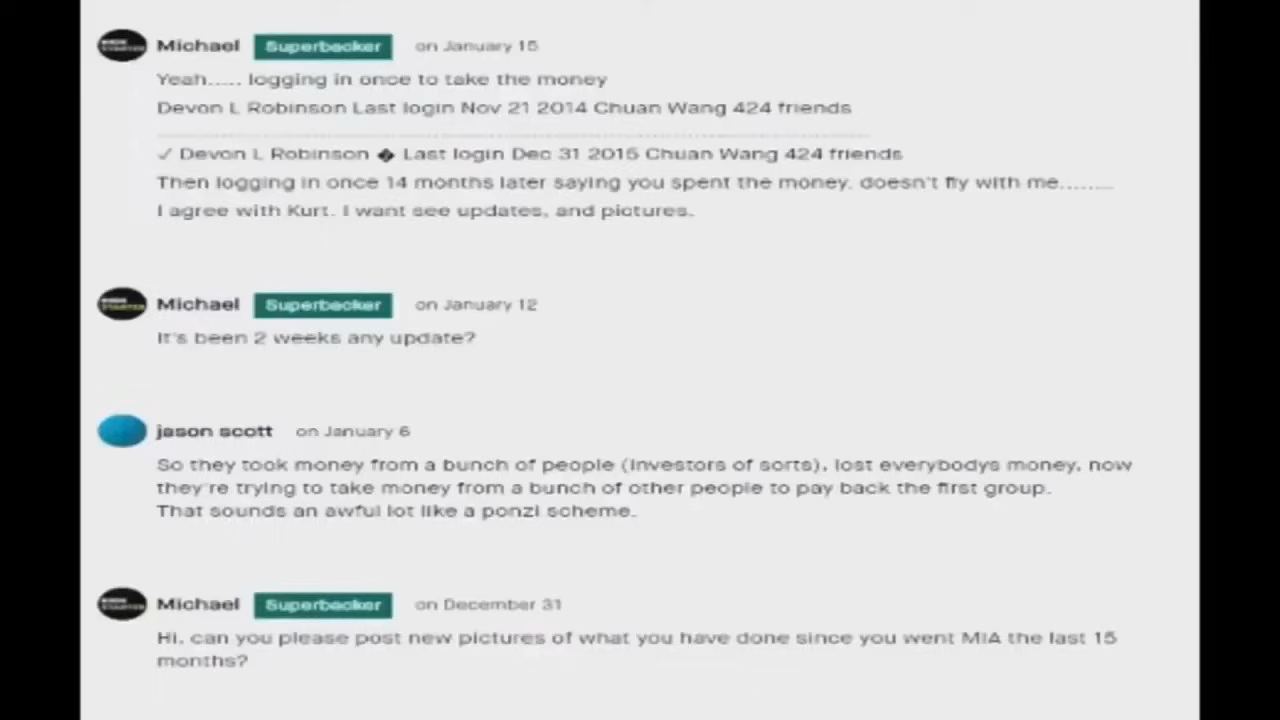 Michael Superbacker on January 15
Yeah..... logging in once to take the money
Devon L Robinson Last login Nov 21 2014 Chuan Wang 424 friends
✓ Devon L Robinson � Last login Dec 31 2015 Chuan Wang 424 friends
Then logging in once 14 months later saying you spent the money. doesn't fly with me........
I agree with Kurt. I want see updates, and pictures.
Michael Superbacker on January 12
It's been 2 weeks any update?
jason scott on January 6
So they took money from a bunch of people (investors of sorts), lost everybodys money, now
they're trying to take money from a bunch of other people to pay back the first group.
That sounds an awful lot like a ponzi scheme.
Michael Superbacker on December 31
Hi, can you please post new pictures of what you have done since you went MIA the last 15
months?